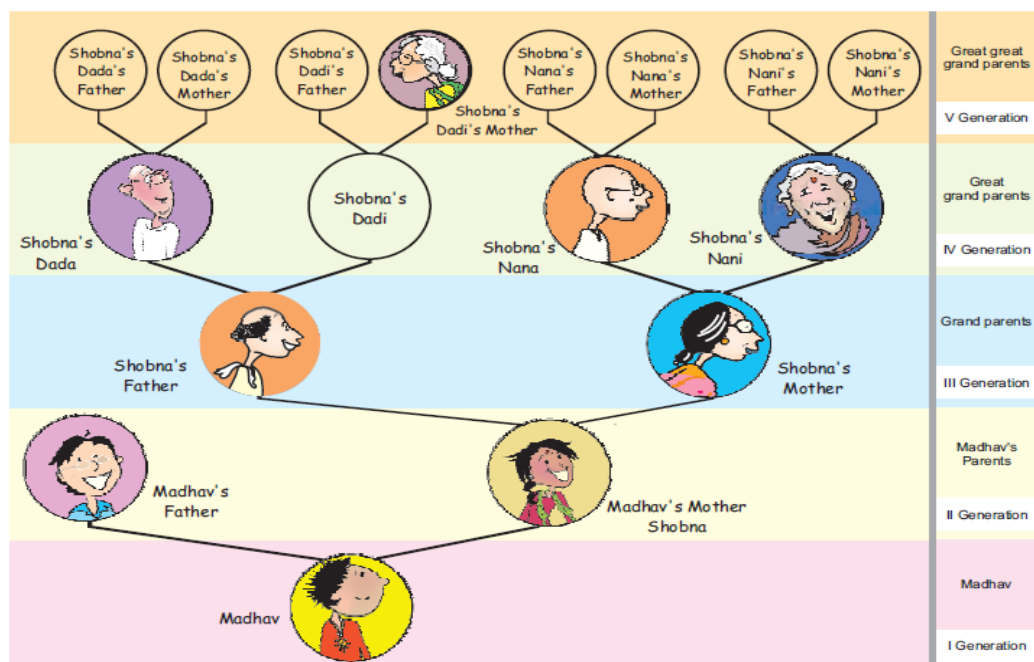 Shobna's
Dada's
Father
Shobna's
Dada's
Mother
Shobna's
Dadi's
Father
Shobna's
Dadi's Mother
Shobna's
Nana's
Father
Shobna's
Nana's
Mother
Shobna's
Nani's
Father
Shobna's
Nani's
Mother
Great great
grand parents
V Generation
Shobna's
Dada
Shobna's
Dadi
Shobna's
Nana
Shobna's
Nani
Great
grand parents
IV Generation
Shobna's
Father
Shobna's
Mother
Grand parents
III Generation
Madhav's
Father
Madhav's Mother
Shobna
Madhav's
Parents
II Generation
Madhav
Madhav
I Generation